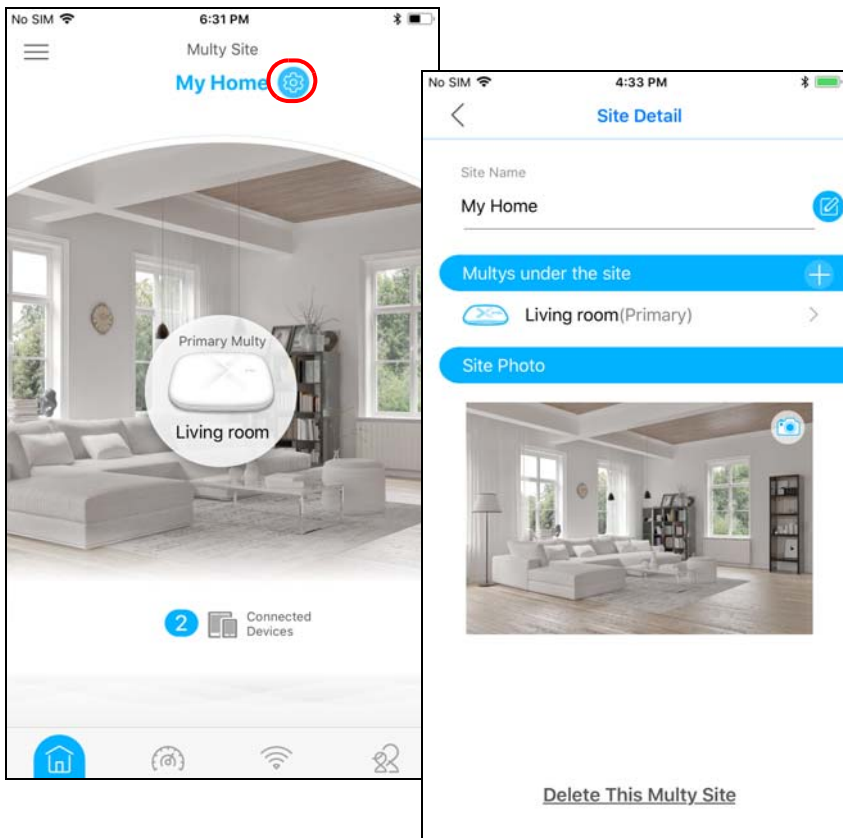 No SIM 6:31 PM
Multy Site
My Home
Primary Multy
Living room
2 Connected
Devices
No SIM 4:33 PM
Site Detail
Site Name
My Home
Multys under the site
Living room(Primary)
Site Photo
Delete This Multy Site